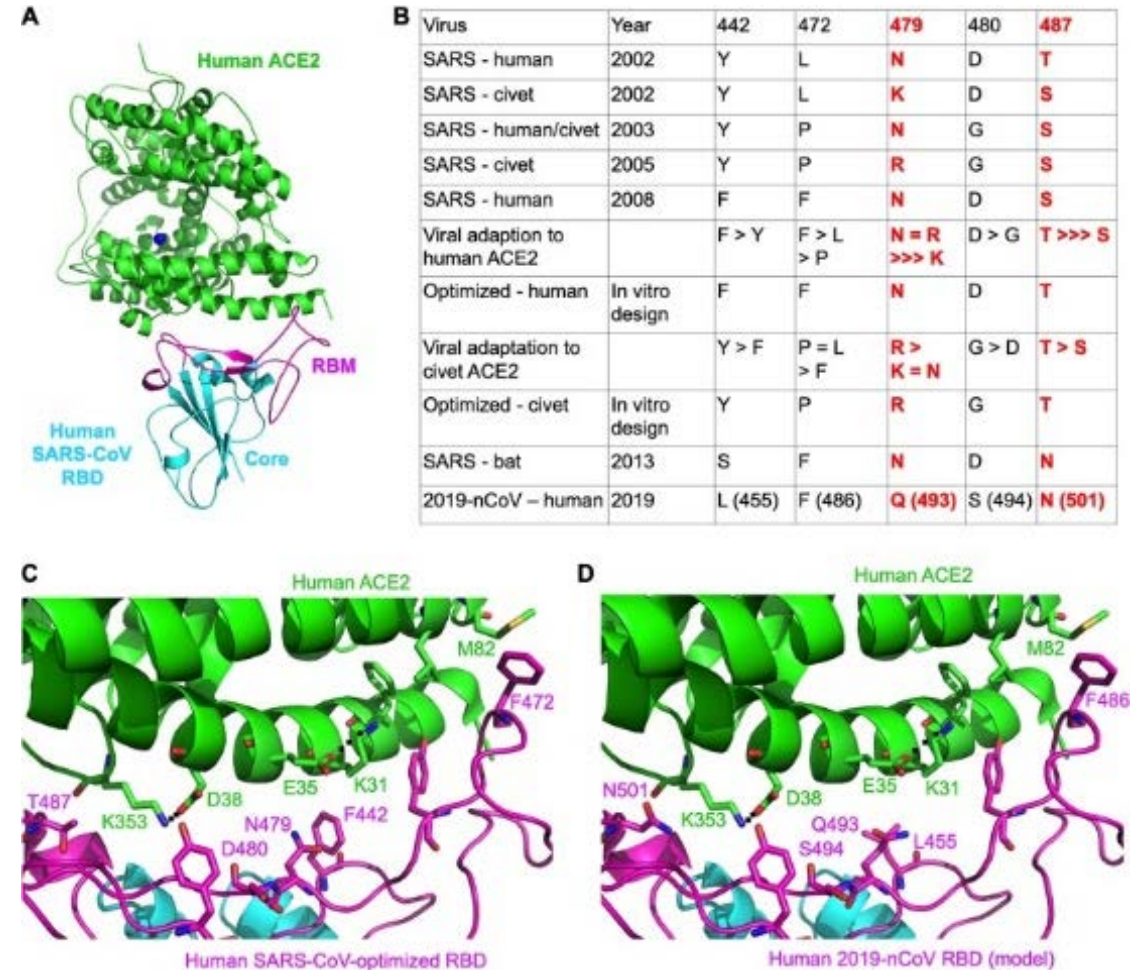 A
Human ACE2
RBM
Human
SARS-CoV
RBD
Core
B
Virus Year 442 472 479 480 487
SARS - human 2002 Y L N D T
SARS - civet 2002 Y L K D S
SARS - human/civet 2003 Y P N G S
SARS - civet 2005 Y P R G S
SARS - human 2008 F F N D S
Viral adaption to F > Y F > L N = R D > G T >>> S
human ACE2 > P >>> K
Optimized - human In vitro F F N D T
design
Viral adaptation to Y > F P = L R > G > D T > S
civet ACE2 > F K = N
Optimized - civet In vitro Y P R G T
design
SARS - bat 2013 S F N D N
2019-nCoV – human 2019 L (455) F (486) Q (493) S (494) N (501)
C
Human ACE2
M82
F472
E35
K31
D38
T487
K353
N479
F442
D480
Human SARS-CoV-optimized RBD
D
Human ACE2
M82
F486
E35
K31
D38
N501
K353
Q493
S494
L455
Human 2019-nCoV RBD (model)